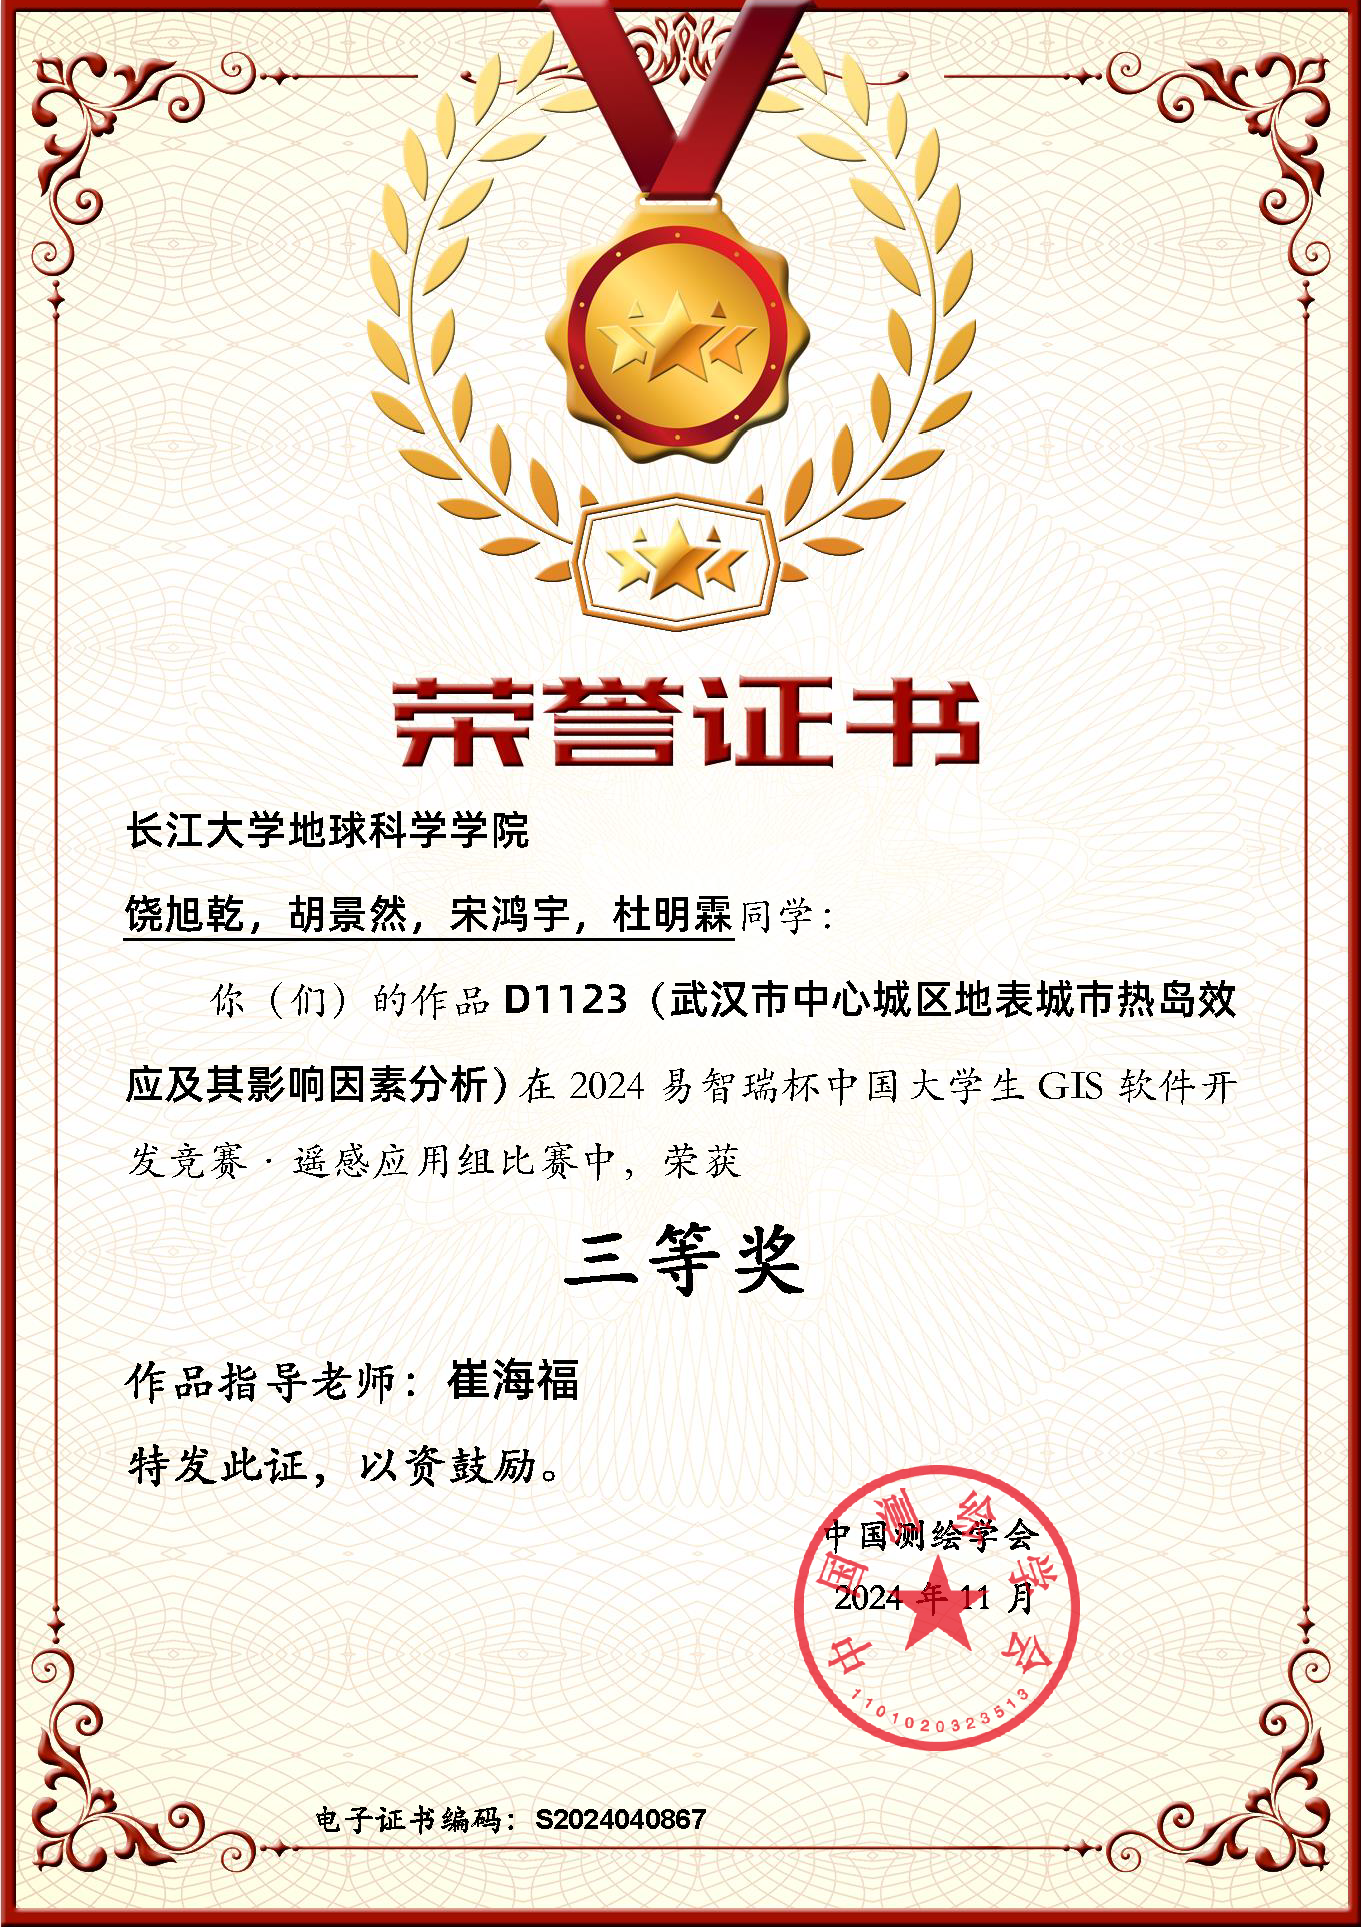 荣誉证书
长江大学地球科学学院
饶旭乾，胡景然，宋鸿宇，杜明霖同学：
你（们）的作品 D1123（武汉市中心城区地表城市热岛效
应及其影响因素分析）在 2024 易智瑞杯中国大学生 GIS 软件开
发竞赛·遥感应用组比赛中，荣获
三等奖
作品指导老师：崔海福
特发此证，以资鼓励。
中国测绘学会
2024 年 11 月
中国测绘学会
1101020323513
电子证书编码：S2024040867